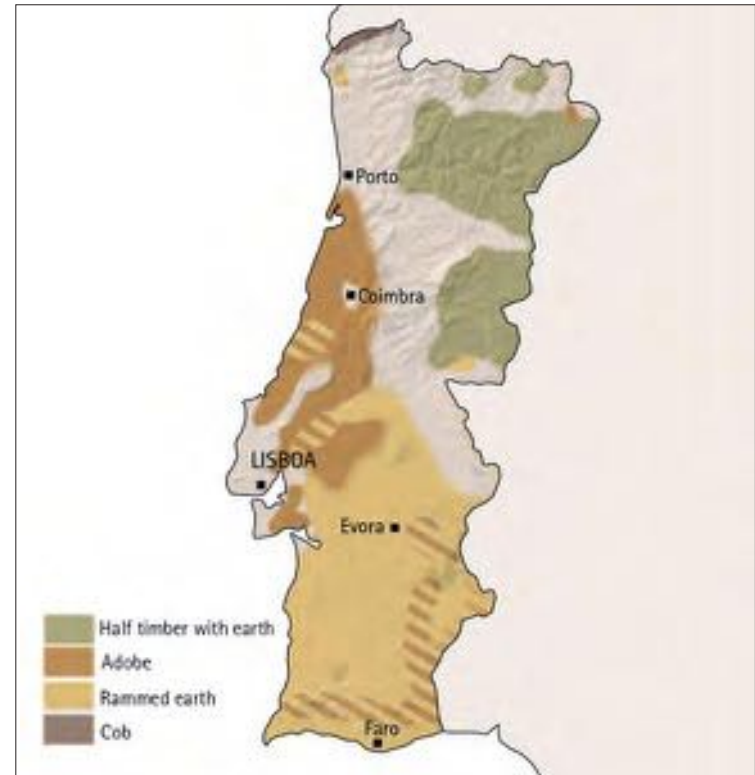 Porto
Coimbra
LISBOA
Evora
Faro
Half timber with earth
Adobe
Rammed earth
Cob